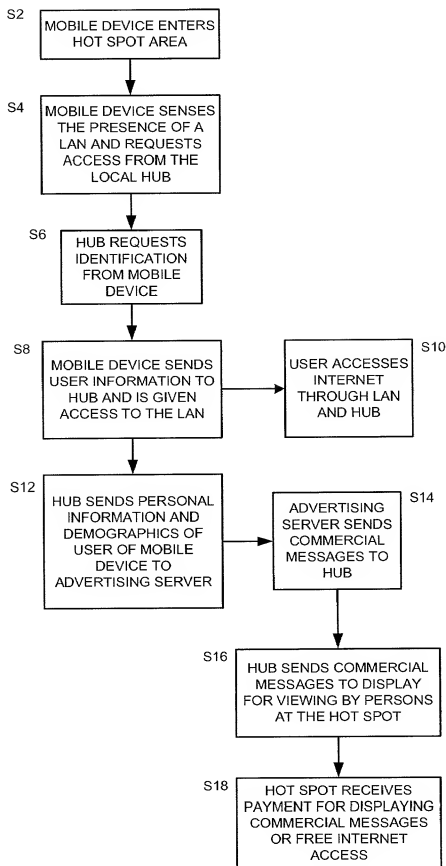 S2
MOBILE DEVICE ENTERS
HOT SPOT AREA
S4
MOBILE DEVICE SENSES
THE PRESENCE OF A
LAN AND REQUESTS
ACCESS FROM THE
LOCAL HUB
S6
HUB REQUESTS
IDENTIFICATION
FROM MOBILE
DEVICE
S8
MOBILE DEVICE SENDS
USER INFORMATION TO
HUB AND IS GIVEN
ACCESS TO THE LAN
S10
USER ACCESSES
INTERNET
THROUGH LAN
AND HUB
S12
HUB SENDS PERSONAL
INFORMATION AND
DEMOGRAPHICS OF
USER OF MOBILE
DEVICE TO
ADVERTISING SERVER
S14
ADVERTISING
SERVER SENDS
COMMERCIAL
MESSAGES TO
HUB
S16
HUB SENDS COMMERCIAL
MESSAGES TO DISPLAY
FOR VIEWING BY PERSONS
AT THE HOT SPOT
S18
HOT SPOT RECEIVES
PAYMENT FOR DISPLAYING
COMMERCIAL MESSAGES
OR FREE INTERNET
ACCESS